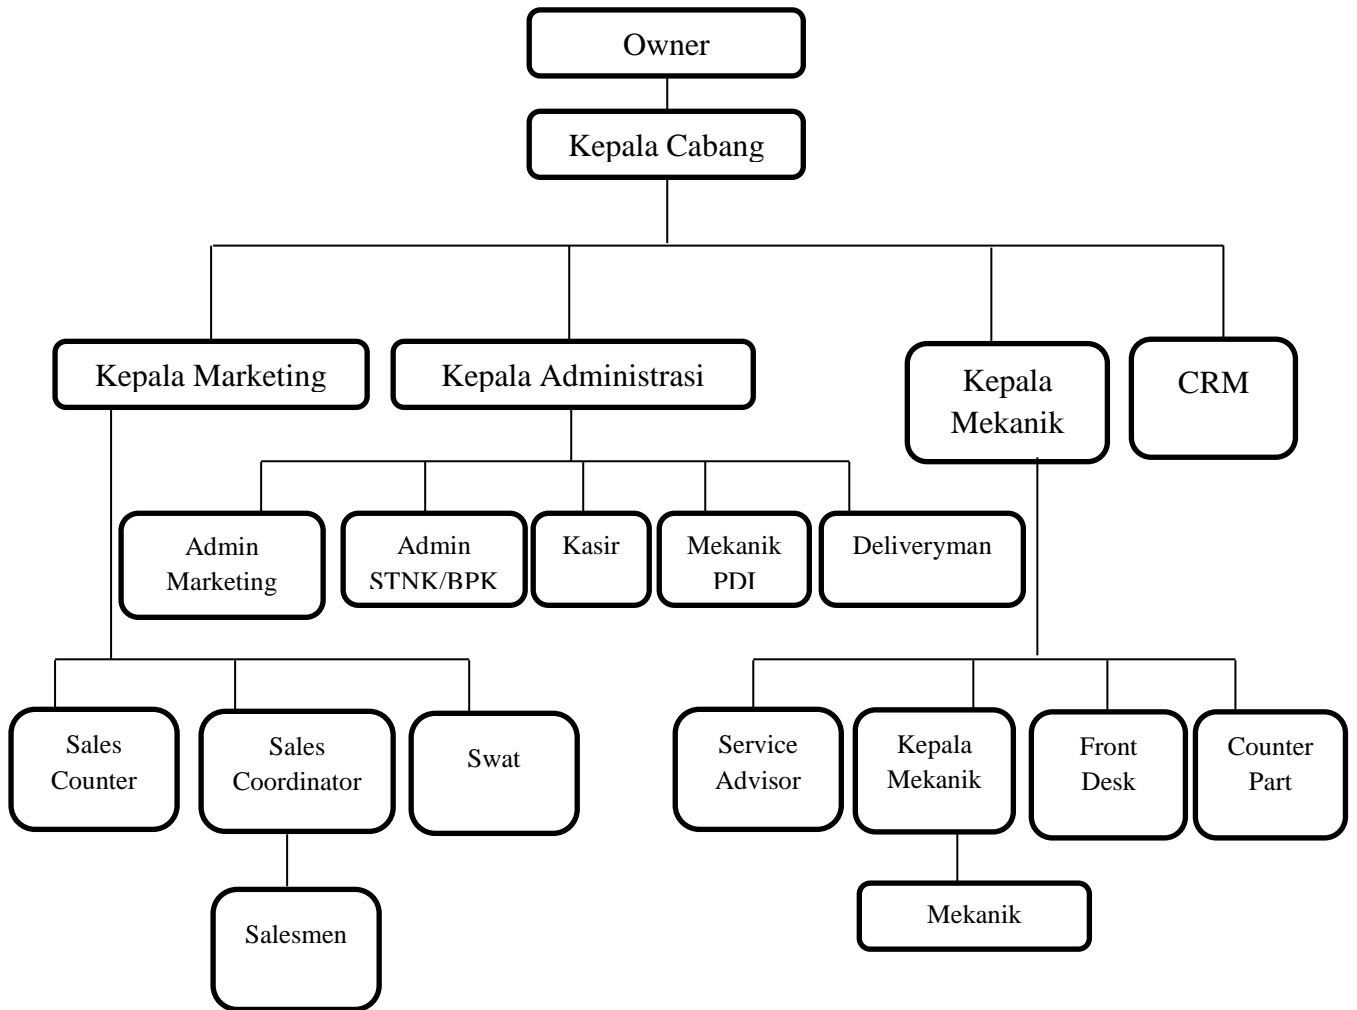 Owner
Kepala Cabang
Kepala Marketing
Kepala Administrasi
Kepala
Mekanik
CRM
Admin
Marketing
Admin
STNK/BPK
Kasir
Mekanik
PDI
Deliveryman
Sales
Counter
Sales
Coordinator
Swat
Service
Advisor
Kepala
Mekanik
Front
Desk
Counter
Part
Salesmen
Mekanik